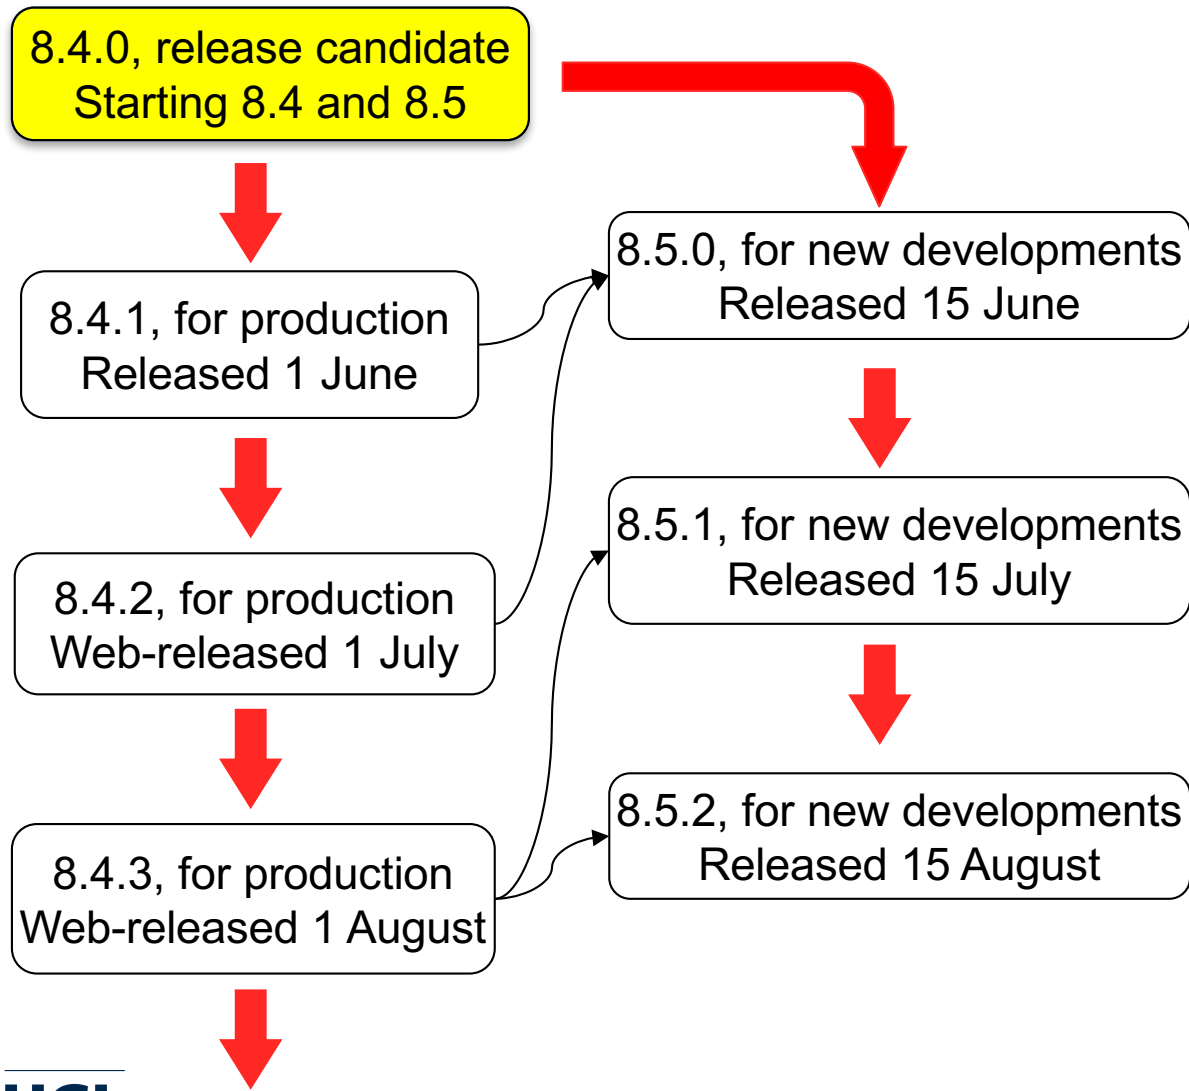 8.4.0, release candidate
Starting 8.4 and 8.5
8.5.0, for new developments
Released 15 June
8.4.1, for production
Released 1 June
8.5.1, for new developments
Released 15 July
8.4.2, for production
Web-released 1 July
8.5.2, for new developments
Released 15 August
8.4.3, for production
Web-released 1 August